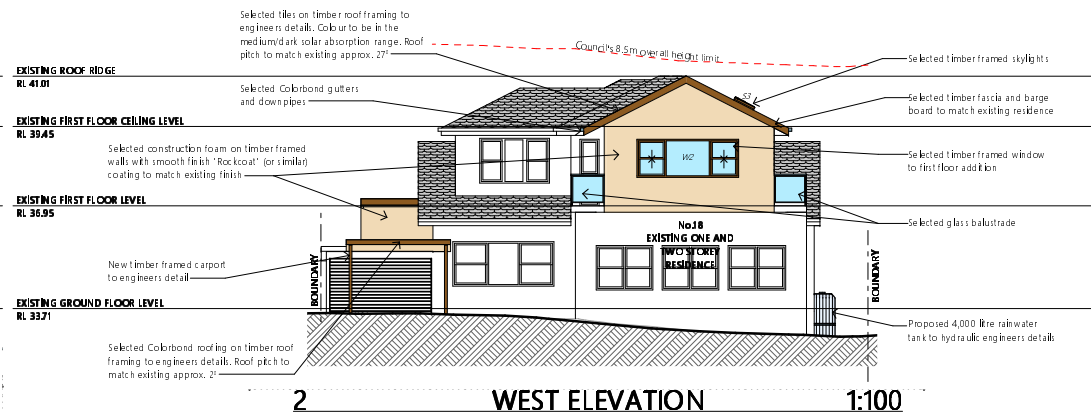 Selected tiles on timber roof framing to
engineers details. Colour to be in the
medium/dark solar absorption range. Roof
pitch to match existing approx. 27°
Council's 8.5m overall height limit
Selected timber framed skylights
EXISTING ROOF RIDGE
RL 41.01
Selected Colorbond gutters
and downpipes
S3
Selected timber fascia and barge
board to match existing residence
EXISTING FIRST FLOOR CEILING LEVEL
RL 39.45
Selected construction foam on timber framed
walls with smooth finish 'Rockcoat' (or similar)
coating to match existing finish
W2
Selected timber framed window
to first floor addition
EXISTING FIRST FLOOR LEVEL
RL 36.95
Selected glass balustrade
No.18
EXISTING ONE AND
TWO STOREY
RESIDENCE
New timber framed carport
to engineers detail
BOUNDARY
BOUNDARY
EXISTING GROUND FLOOR LEVEL
RL 33.71
Proposed 4,000 litre rainwater
tank to hydraulic engineers details
Selected Colorbond roofing on timber roof
framing to engineers details. Roof pitch to
match existing approx. 2°
2 WEST ELEVATION 1:100